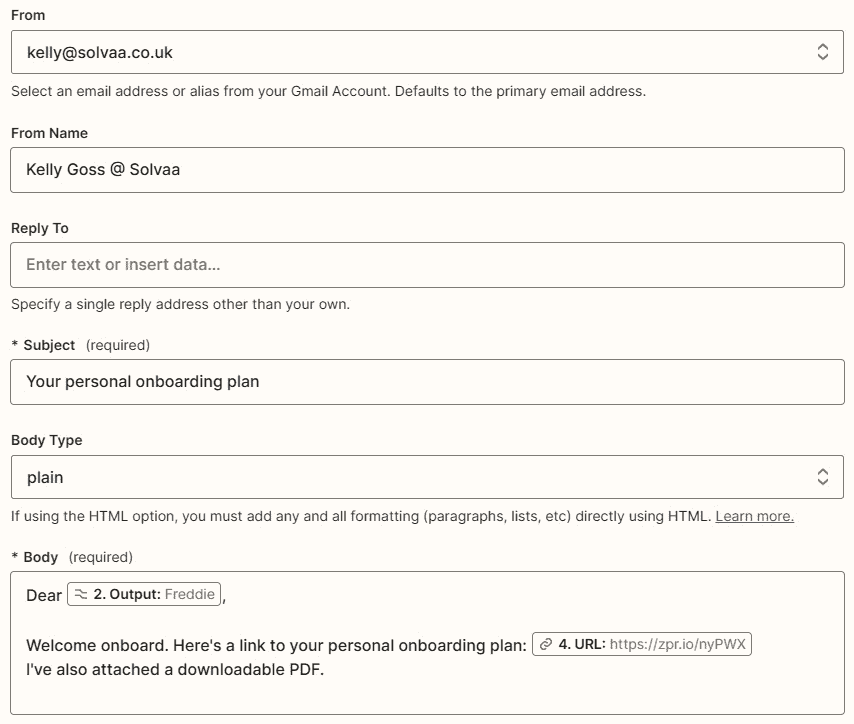 From
kelly@solvaa.co.uk
Select an email address or alias from your Gmail Account. Defaults to the primary email address.
From Name
Kelly Goss @ Solvaa
Reply To
Enter text or insert data...
Specify a single reply address other than your own.
* Subject (required)
Your personal onboarding plan
Body Type
plain
If using the HTML option, you must add any and all formatting (paragraphs, lists, etc) directly using HTML. Learn more.
* Body (required)
Dear 2. Output: Freddie,
Welcome onboard. Here's a link to your personal onboarding plan: 4. URL: https://zpr.io/nyPWX
I've also attached a downloadable PDF.